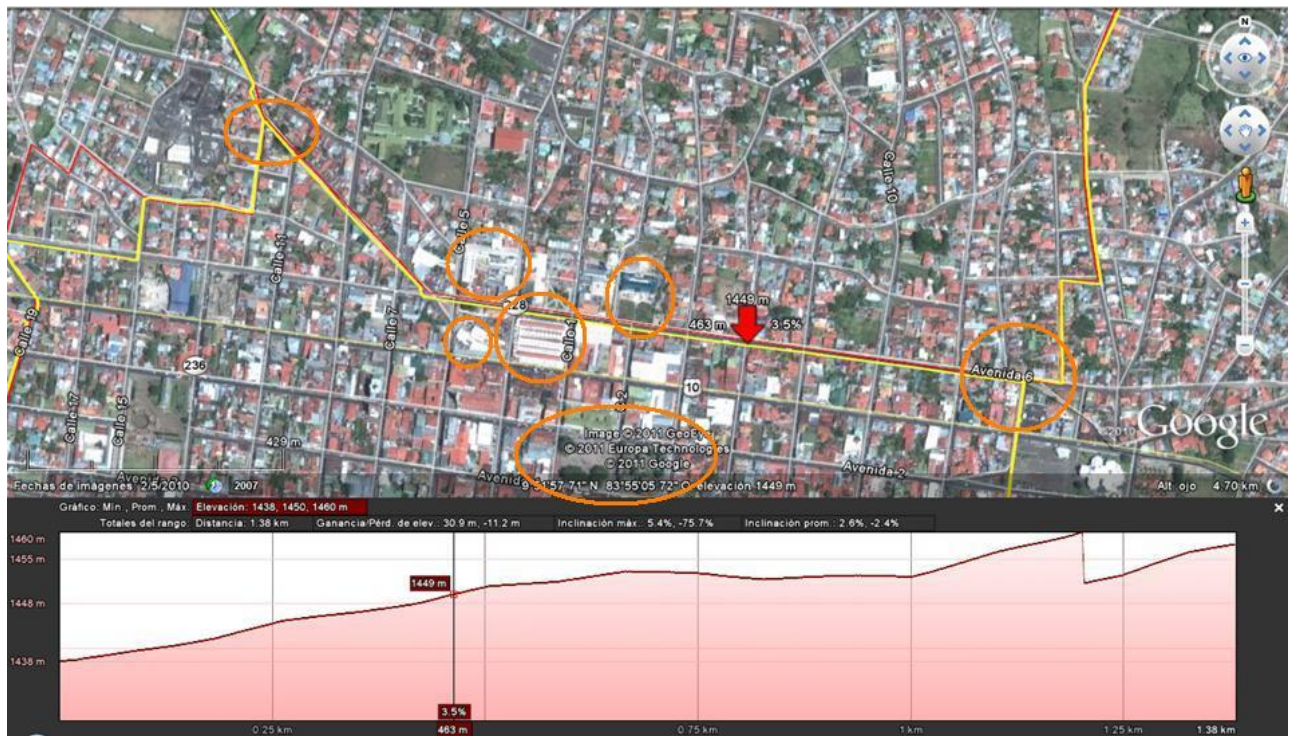 N
Calle 5
Calle 10
Calle 11
1449 m
228
463 m 3.5%
Calle 19
Calle 7
Calle 1
236
Avenida 6
10
C 2
Google
Calle 17
Calle 15
Image © 2011 GeoEye
429 m
© 2011 Europa Technologies
© 2011 Google
Avenida 2
Fechas de imágenes: 2/5/2010 2007
83°55'05.72" O elevación 1449 m
Alt. ojo 4.70 km
Gráfico: Mín., Prom., Máx. Elevación: 1438, 1450, 1460 m
Totales del rango: Distancia: 1.38 km Ganancia/Pérd. de elev.: 30.9 m, -11.2 m Inclinación máx.: 5.4%, -75.7% Inclinación prom.: 2.6%, -2.4%
1460 m
1455 m
1449 m
1448 m
1438 m
3.5%
0.25 km 463 m 0.75 km 1 km 1.25 km 1.38 km